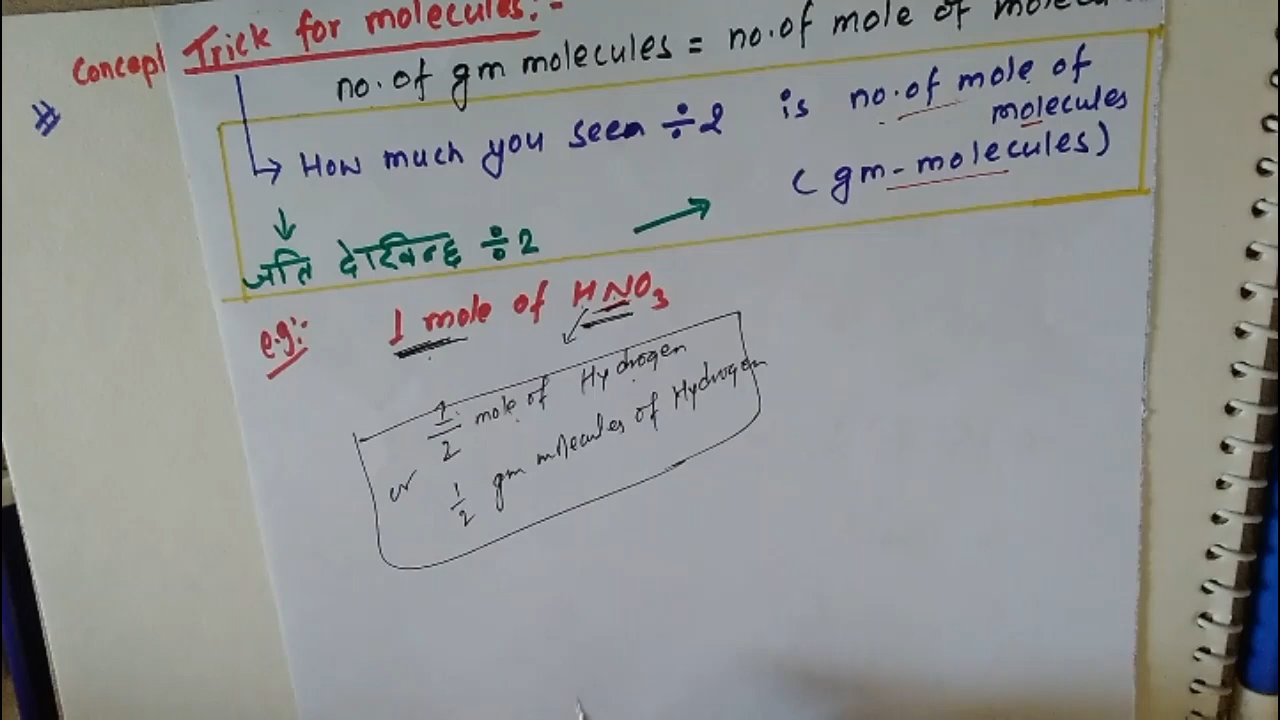 Concept Trick for molecules:-
no. of gm molecules = no. of mole of
→ How much you seen ÷2 is no. of mole of
molecules
(gm-molecules)
जति देखिन्छ ÷2 →
e.g:- 1 mole of HNO₃
1/2 mole of Hydrogen
or 1/2 gm molecules of Hydrogen